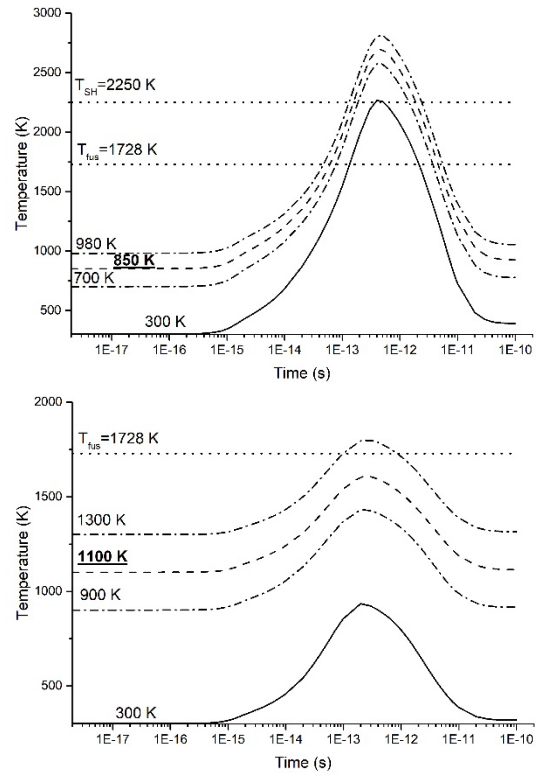 3000
2500
2000
1500
1000
500
Temperature (K)
T_SH=2250 K
T_fus=1728 K
980 K
850 K
700 K
300 K
1E-17 1E-16 1E-15 1E-14 1E-13 1E-12 1E-11 1E-10
Time (s)
2000
1500
1000
500
Temperature (K)
T_fus=1728 K
1300 K
1100 K
900 K
300 K
1E-17 1E-16 1E-15 1E-14 1E-13 1E-12 1E-11 1E-10
Time (s)